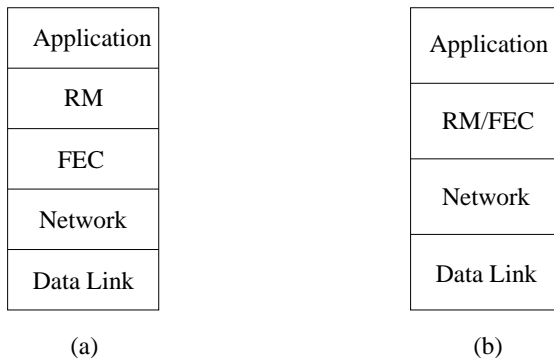 Application
RM
FEC
Network
Data Link
(a)
Application
RM/FEC
Network
Data Link
(b)